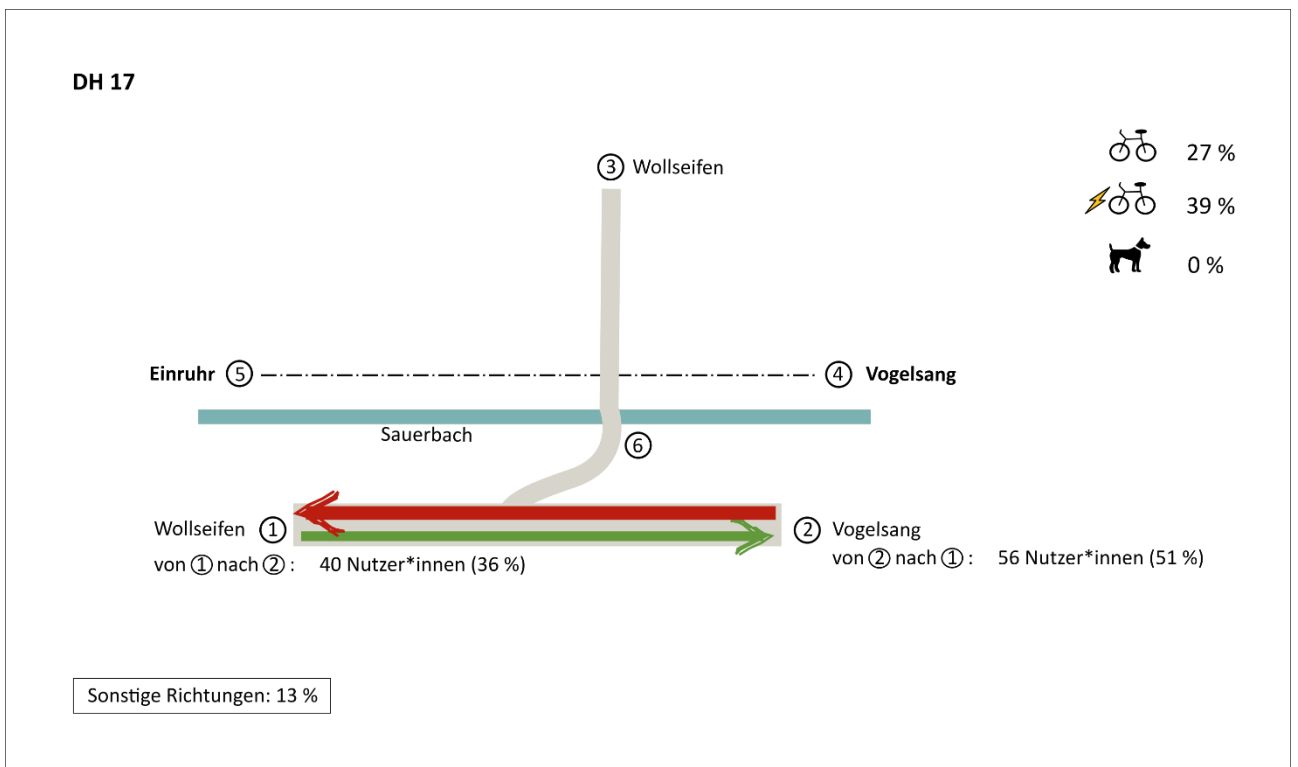 DH 17
27 %
③ Wollseifen
39 %
0 %
Einruhr ⑤
④ Vogelsang
Sauerbach
⑥
Wollseifen ①
② Vogelsang
von ① nach ② : 40 Nutzer*innen (36 %)
von ② nach ① : 56 Nutzer*innen (51 %)
Sonstige Richtungen: 13 %